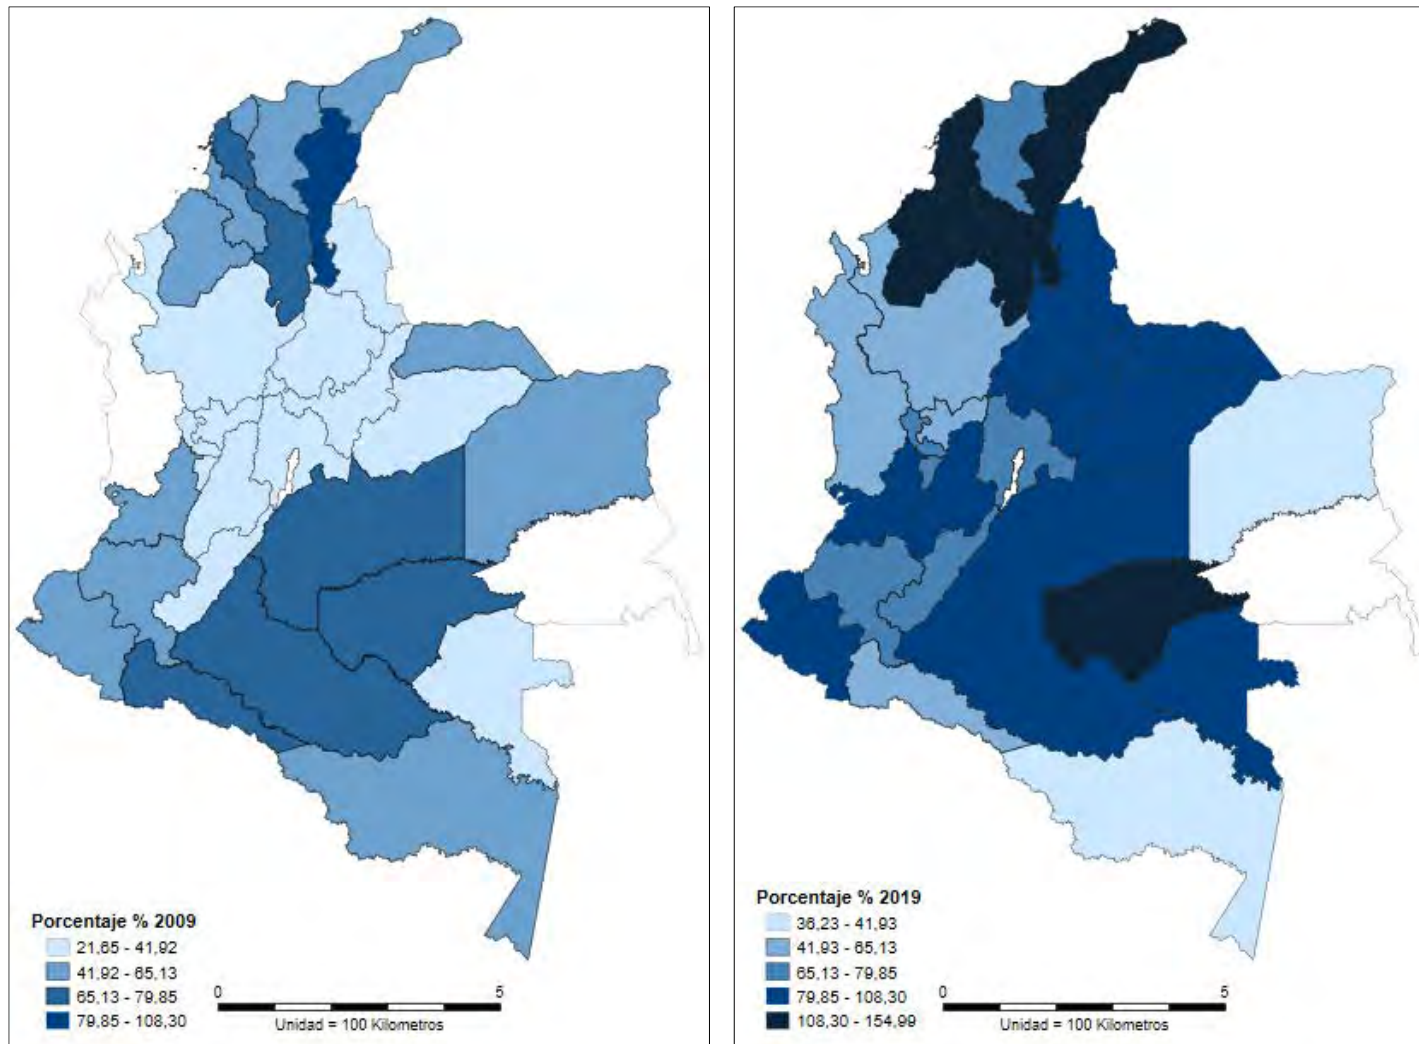 Porcentaje % 2009
21,65 - 41,92
41,92 - 65,13
65,13 - 79,85
79,85 - 108,30
0 5
Unidad = 100 Kilometros
Porcentaje % 2019
36,23 - 41,93
41,93 - 65,13
65,13 - 79,85
79,85 - 108,30
108,30 - 154,99
0 5
Unidad = 100 Kilometros